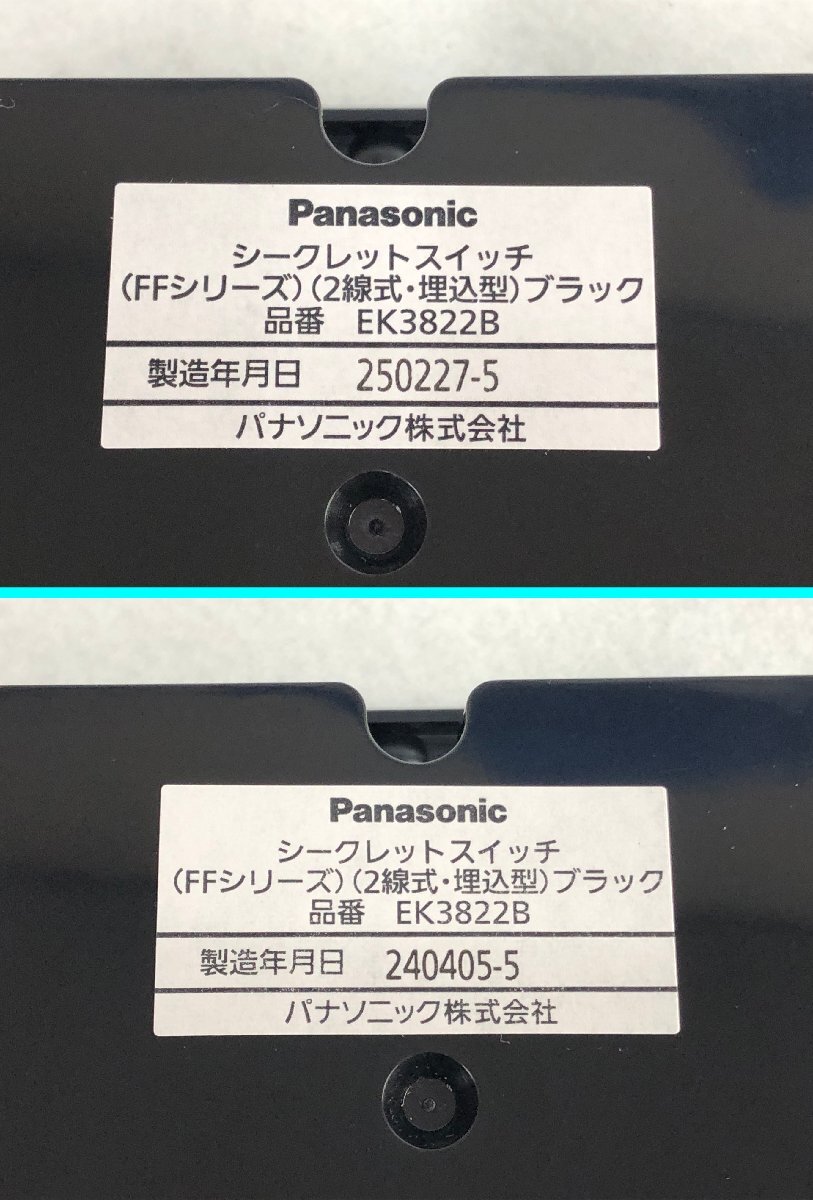 Panasonic
シークレットスイッチ
(FFシリーズ)(2線式・埋込型)ブラック
品番 EK3822B
製造年月日 250227-5
パナソニック株式会社
Panasonic
シークレットスイッチ
(FFシリーズ)(2線式・埋込型)ブラック
品番 EK3822B
製造年月日 240405-5
パナソニック株式会社